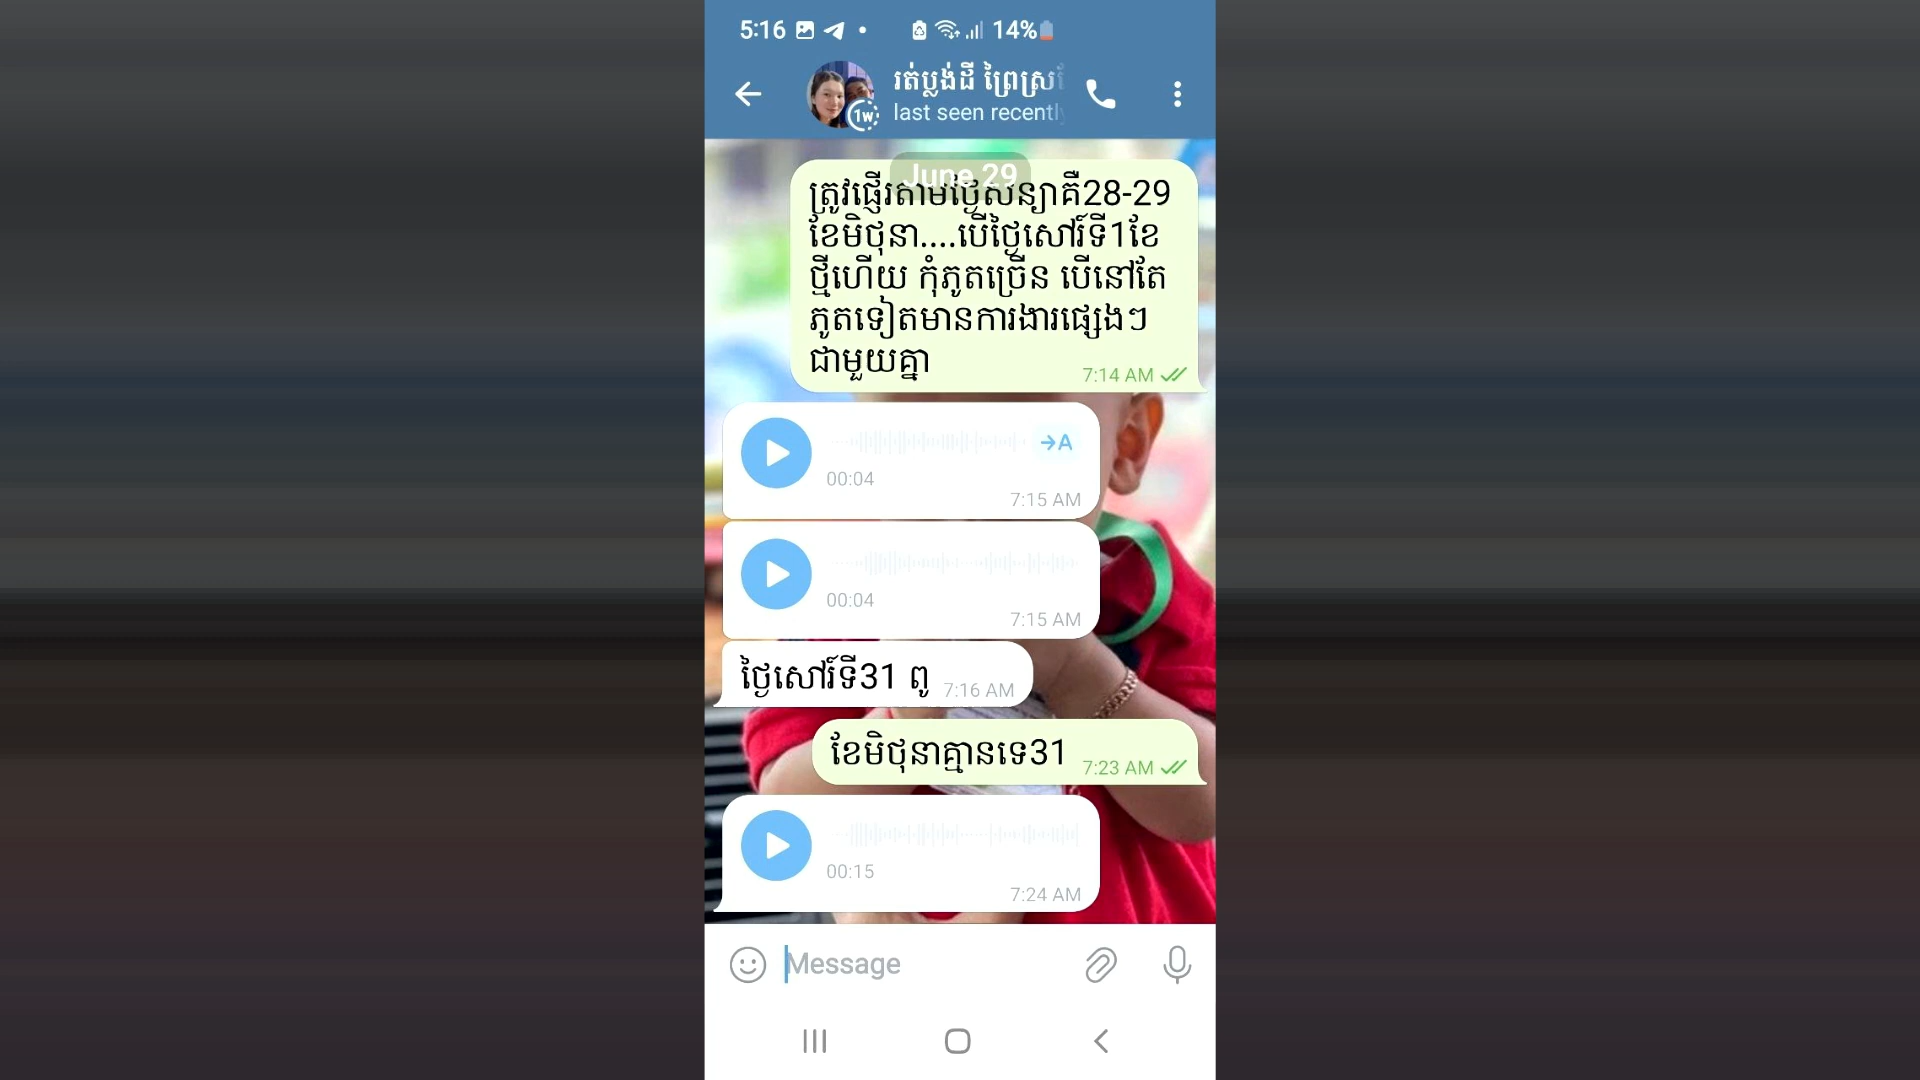 5:16
14%
រត់ប្លង់ដី ព្រៃស្រ
last seen recently
1w
June 29
ត្រូវផ្ញើរតាមថ្ងៃសន្យាគឺ28-29
ខែមិថុនា....បើថ្ងៃសៅរ៍ទី1ខែ
ថ្មីហើយ កុំភូតច្រើន បើនៅតែ
ភូតទៀតមានការងារផ្សេងៗ
ជាមួយគ្នា
7:14 AM
→A
00:04
7:15 AM
00:04
7:15 AM
ថ្ងៃសៅរ៍ទី31 ពូ
7:16 AM
ខែមិថុនាគ្មានទេ31
7:23 AM
00:15
7:24 AM
Message